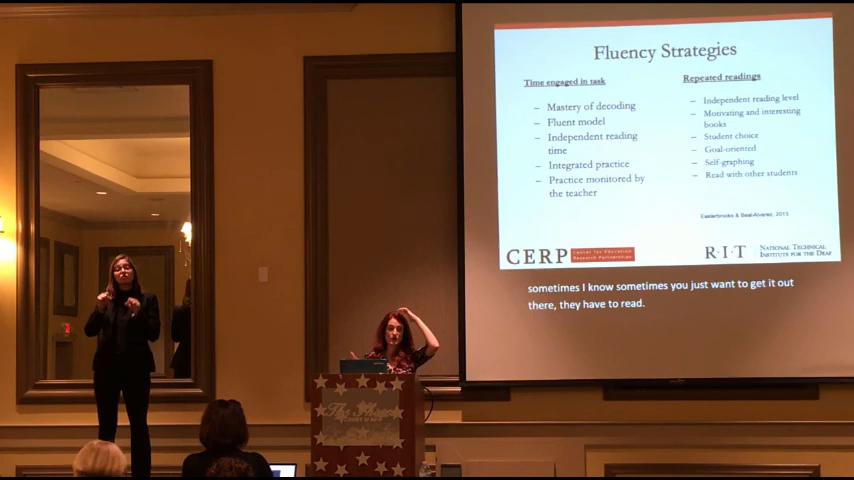 Fluency Strategies
Time engaged in task
– Mastery of decoding
– Fluent model
– Independent reading
time
– Integrated practice
– Practice monitored by
the teacher
Repeated readings
– Independent reading level
– Motivating and interesting
books
– Student choice
– Goal-oriented
– Self-graphing
– Read with other students
Easterbrooks & Beal-Alvarez, 2013
CERP
Center for Education
Research Partnerships
R·I·T
NATIONAL TECHNICAL
INSTITUTE FOR THE DEAF
sometimes I know sometimes you just want to get it out
there, they have to read.